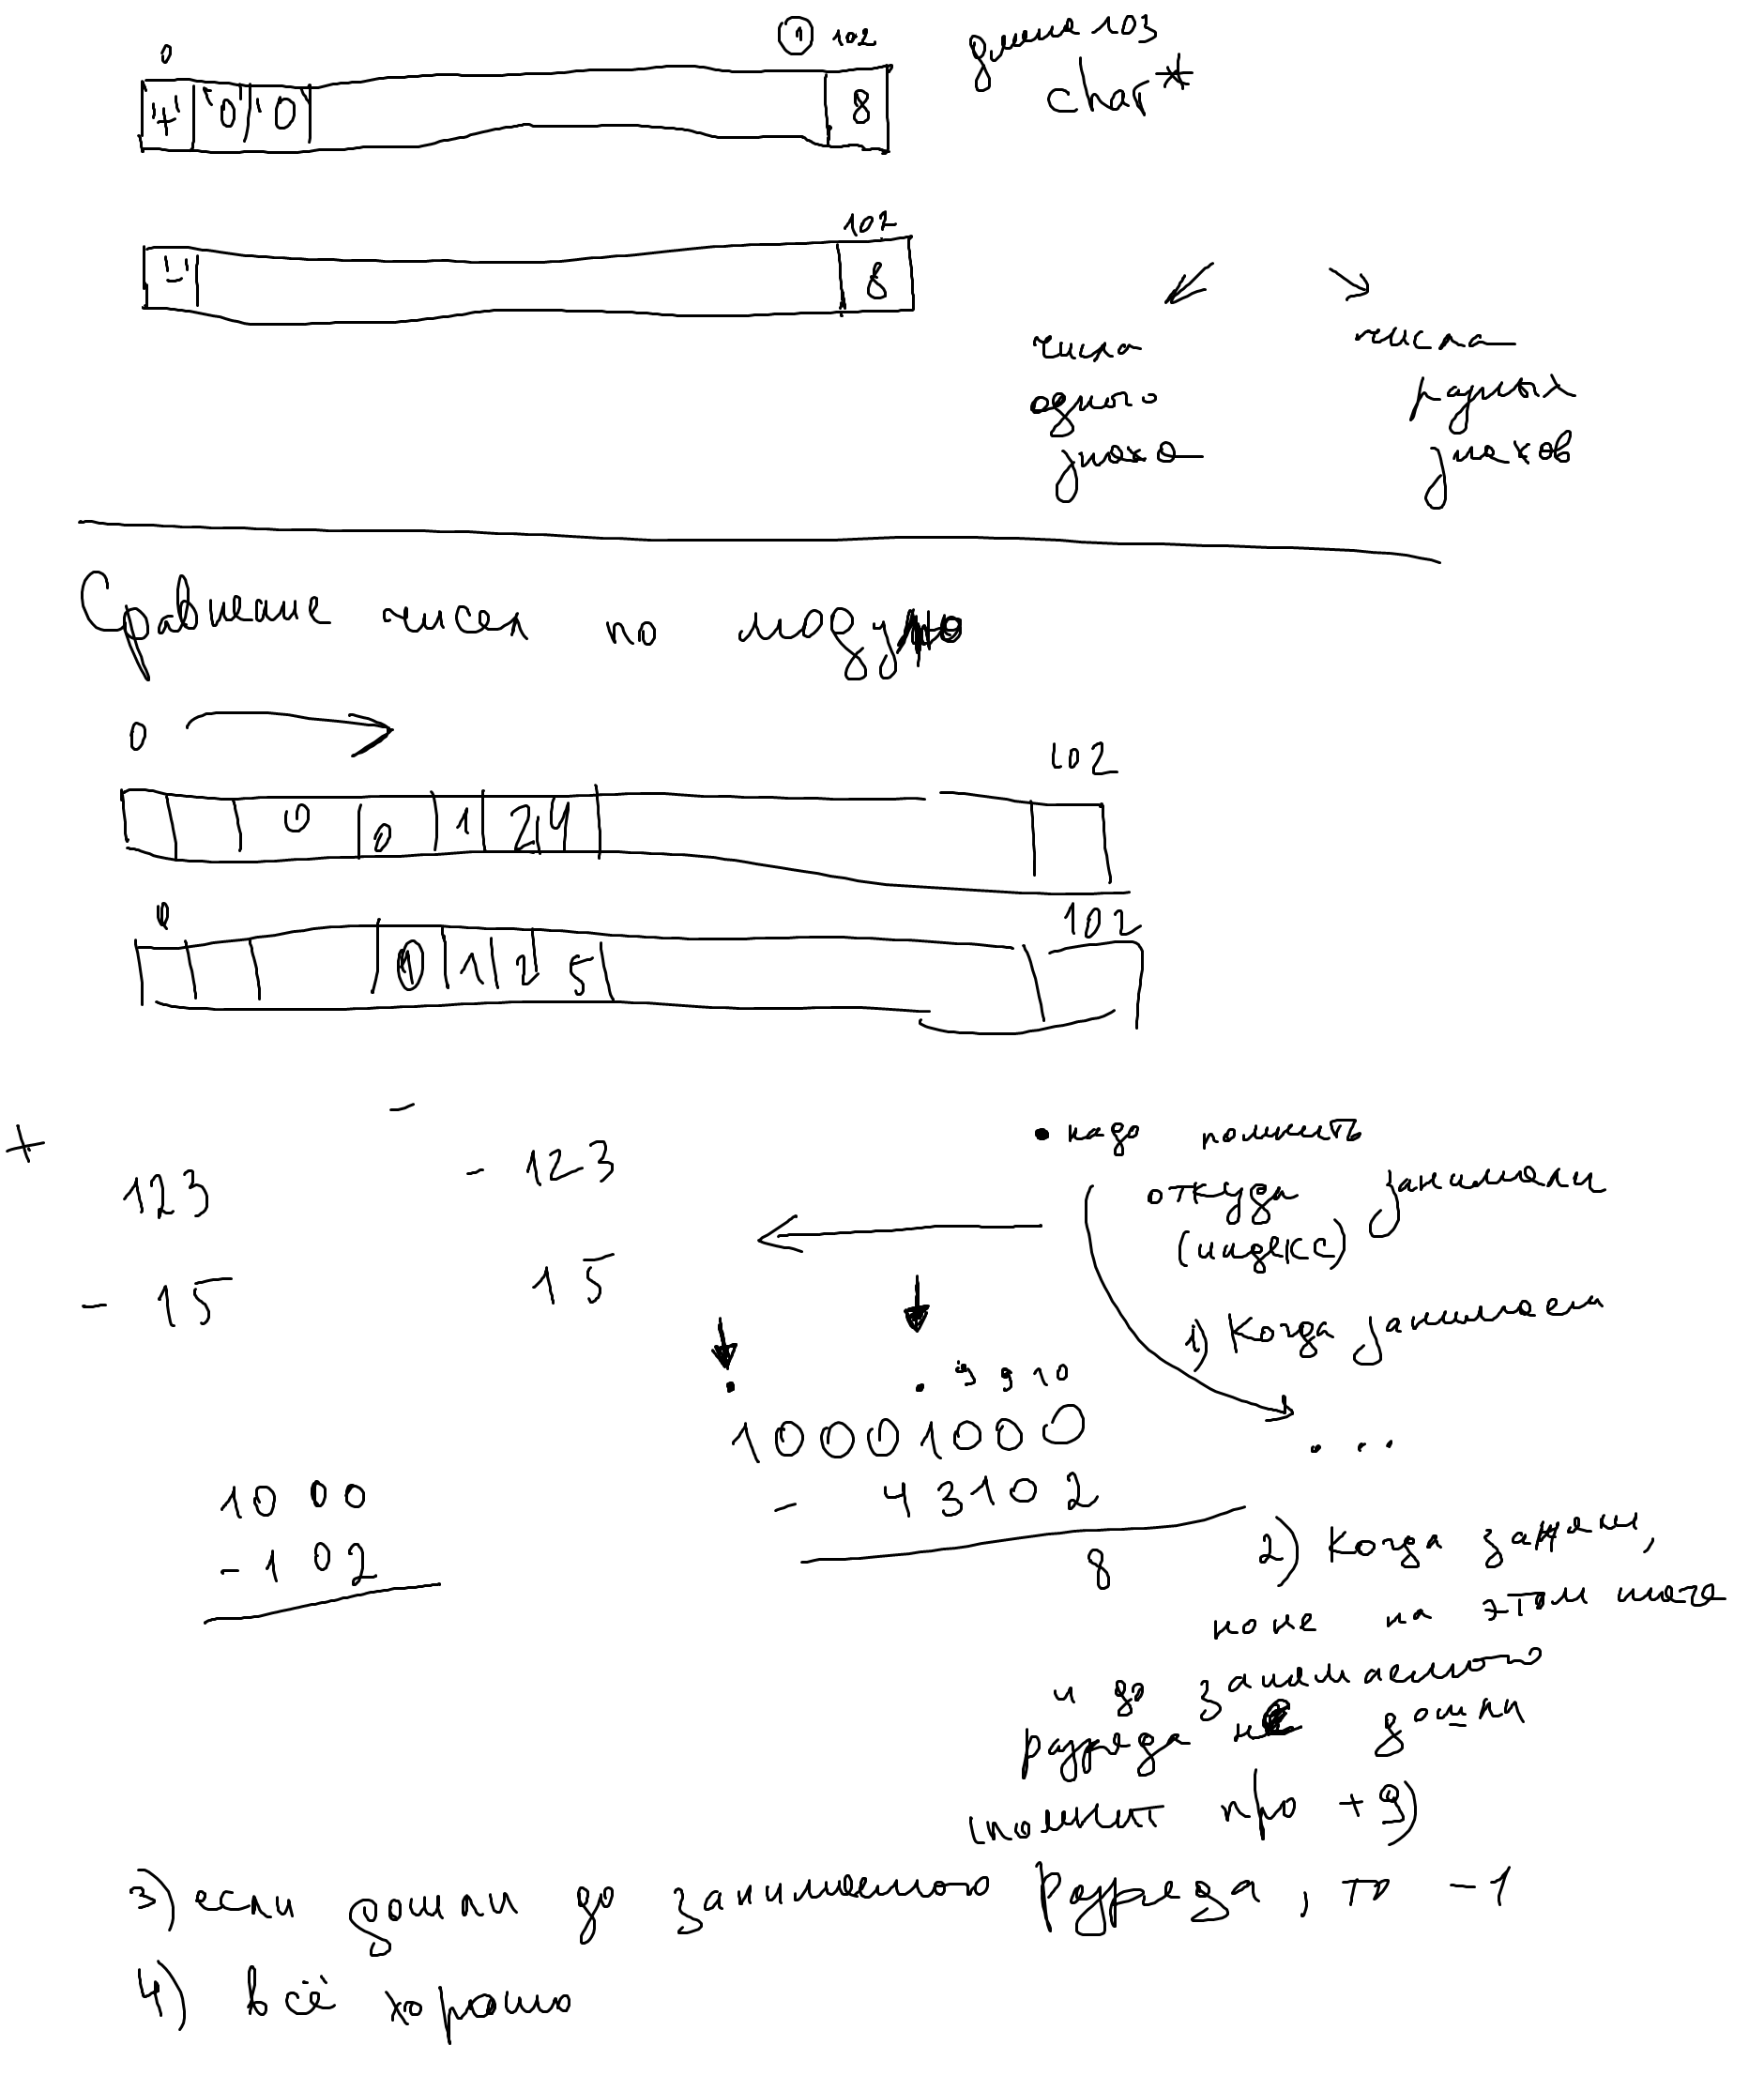 0 ① 102
длина 103
char*
'+' '0' '0' 8
102
'-' 8
числа одного знака
числа разных знаков
Сравнение чисел по модулю
0 102
0 0 1 2 4
0 102
0 1 2 5
+ -
123 - 123
- 15 15
• надо помнить
откуда занимали
(индекс)
1) Когда занимаем
. . .
. . 9 9 10
10001000
- 43102
8
1000
- 102
2) Когда заняли,
но не на этом шаге
и до занимаемого
разряда не дошли
(помнит про +9)
3) если дошли до занимаемого разряда, то -1
4) всё хорошо